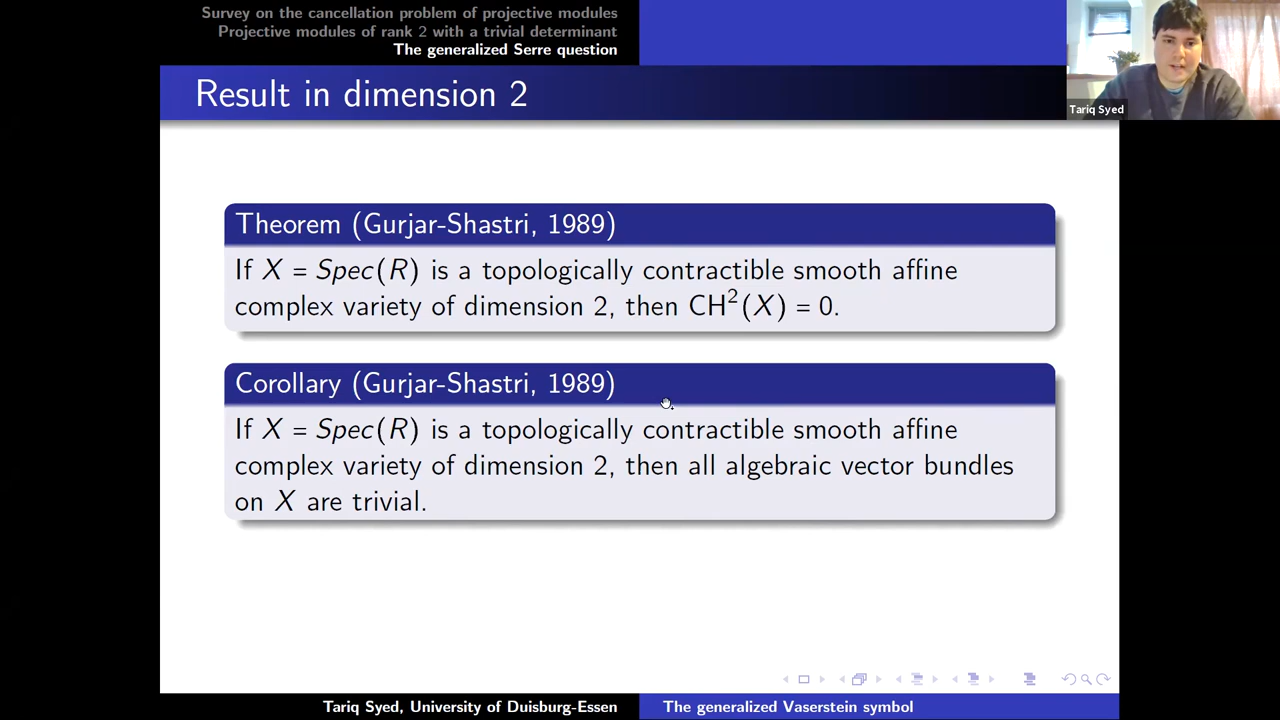 Survey on the cancellation problem of projective modules
Projective modules of rank 2 with a trivial determinant
The generalized Serre question
Result in dimension 2
Tariq Syed
Theorem (Gurjar-Shastri, 1989)
If X = Spec(R) is a topologically contractible smooth affine
complex variety of dimension 2, then CH²(X) = 0.
Corollary (Gurjar-Shastri, 1989)
If X = Spec(R) is a topologically contractible smooth affine
complex variety of dimension 2, then all algebraic vector bundles
on X are trivial.
Tariq Syed, University of Duisburg-Essen
The generalized Vaserstein symbol